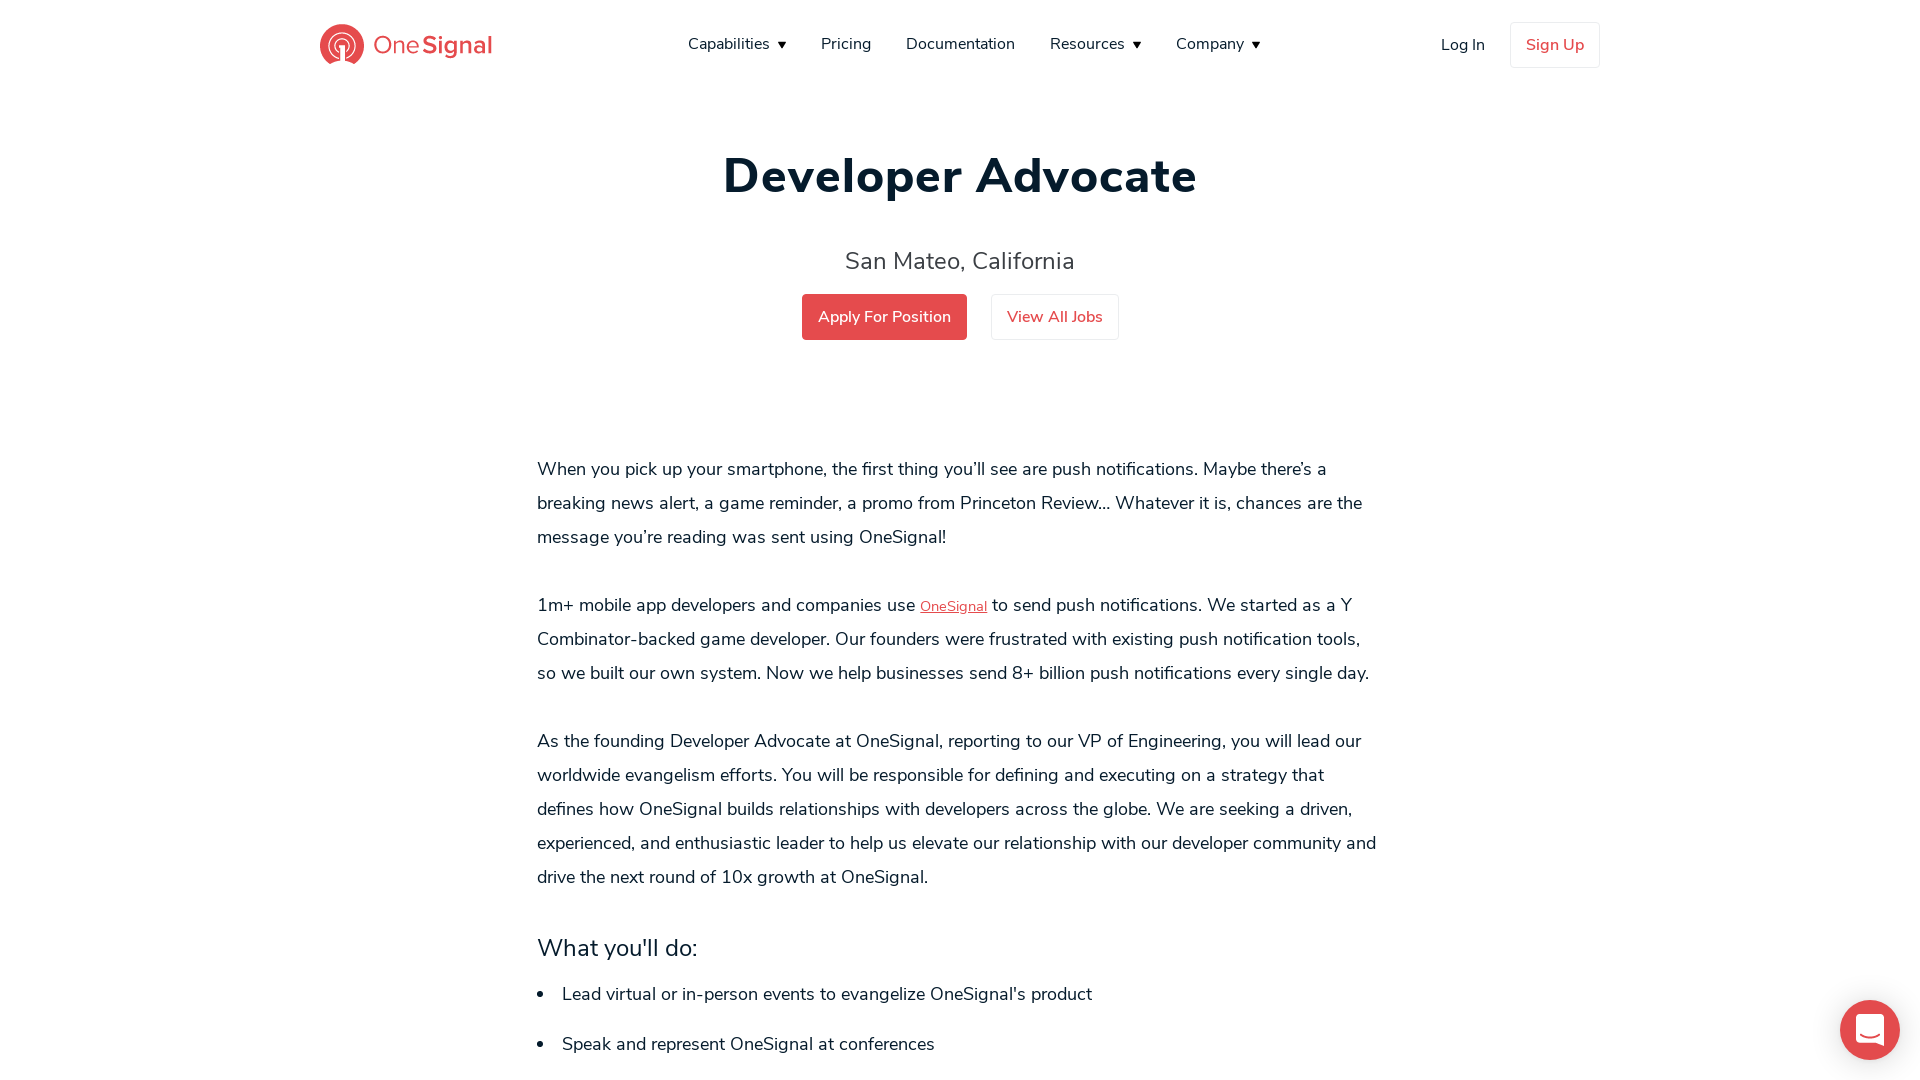 OneSignal
Capabilities ▼
Pricing
Documentation
Resources ▼
Company ▼
Log In
Sign Up
Developer Advocate
San Mateo, California
Apply For Position
View All Jobs
When you pick up your smartphone, the first thing you’ll see are push notifications. Maybe there’s a
breaking news alert, a game reminder, a promo from Princeton Review… Whatever it is, chances are the
message you’re reading was sent using OneSignal!
1m+ mobile app developers and companies use OneSignal to send push notifications. We started as a Y
Combinator-backed game developer. Our founders were frustrated with existing push notification tools,
so we built our own system. Now we help businesses send 8+ billion push notifications every single day.
As the founding Developer Advocate at OneSignal, reporting to our VP of Engineering, you will lead our
worldwide evangelism efforts. You will be responsible for defining and executing on a strategy that
defines how OneSignal builds relationships with developers across the globe. We are seeking a driven,
experienced, and enthusiastic leader to help us elevate our relationship with our developer community and
drive the next round of 10x growth at OneSignal.
What you'll do:
• Lead virtual or in-person events to evangelize OneSignal's product
• Speak and represent OneSignal at conferences